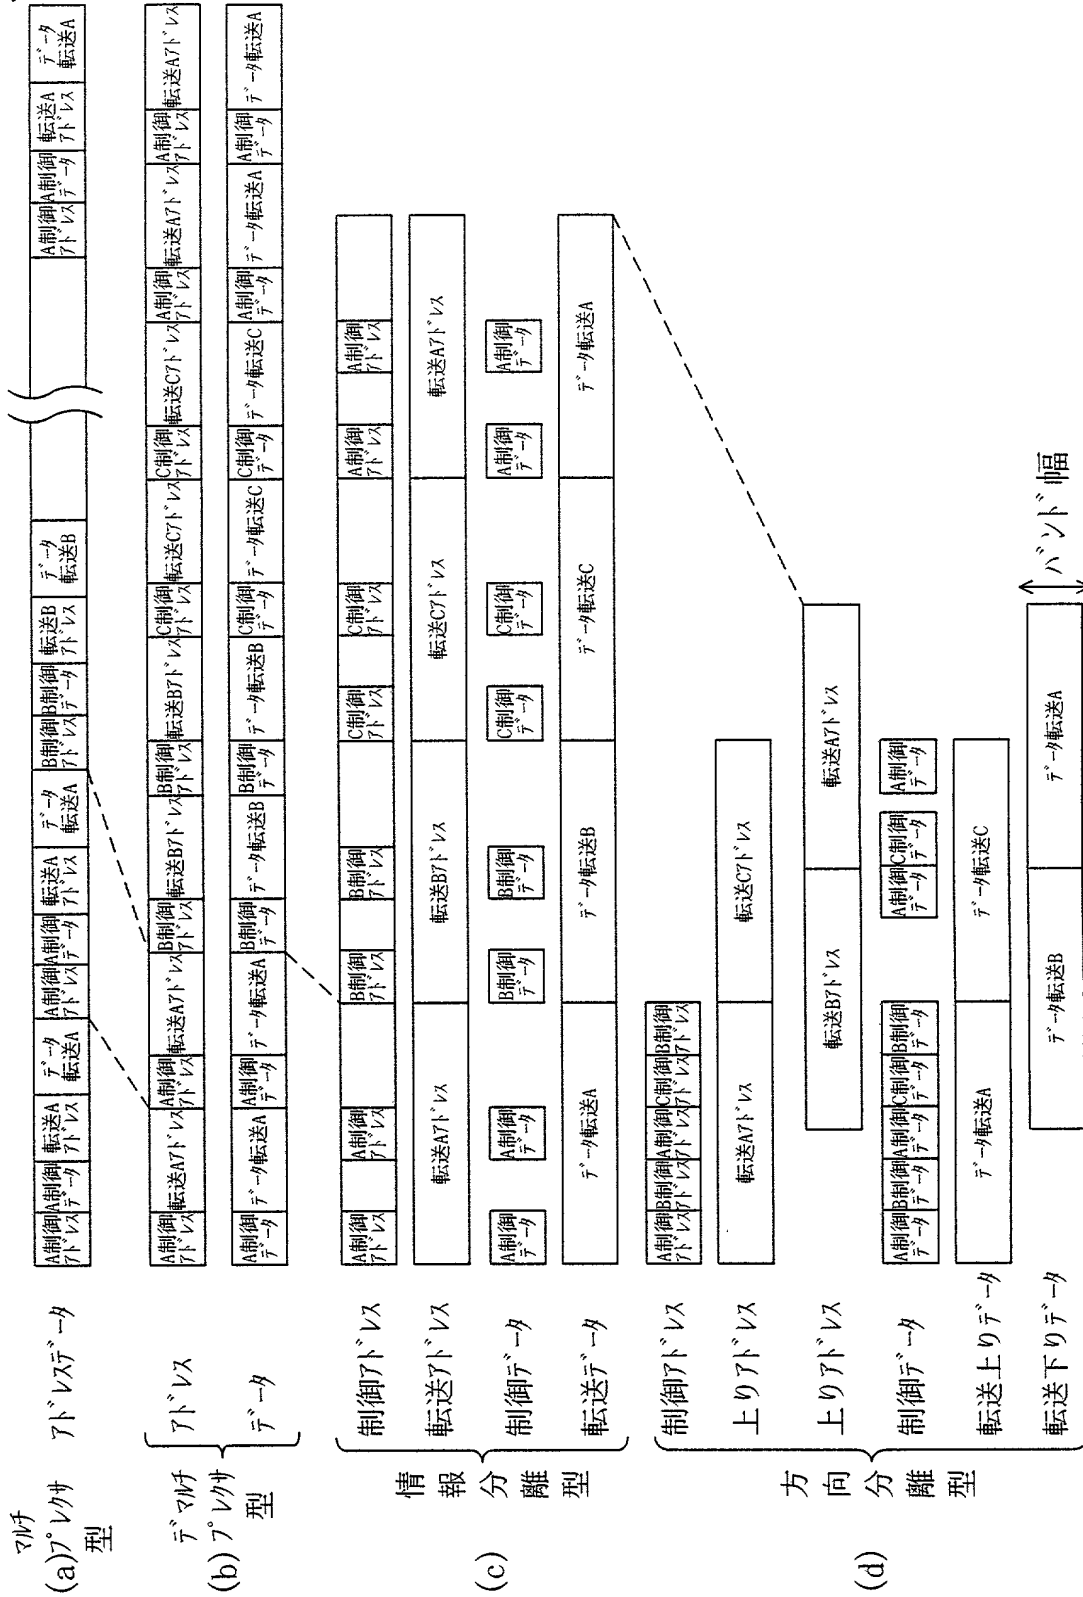 (a)
マルチ
プレクサ
型
アドレスデータ
A制御
アドレス
A制御
データ
転送A
アドレス
データ
転送A
A制御
アドレス
A制御
データ
転送A
アドレス
データ
転送A
B制御
アドレス
B制御
データ
転送B
アドレス
データ
転送B
A制御
アドレス
A制御
データ
転送A
アドレス
データ
転送A
(b)
デマルチ
プレクサ
型
アドレス
A制御
アドレス
転送Aアドレス
A制御
アドレス
転送Aアドレス
B制御
アドレス
転送Bアドレス
B制御
アドレス
転送Bアドレス
C制御
アドレス
転送Cアドレス
C制御
アドレス
転送Cアドレス
A制御
アドレス
転送Aアドレス
A制御
アドレス
転送Aアドレス
データ
A制御
データ
データ転送A
A制御
データ
データ転送A
B制御
データ
データ転送B
B制御
データ
データ転送B
C制御
データ
データ転送C
C制御
データ
データ転送C
A制御
データ
データ転送A
A制御
データ
データ転送A
(c)
情報分離型
制御アドレス
A制御
アドレス
A制御
アドレス
B制御
アドレス
B制御
アドレス
C制御
アドレス
C制御
アドレス
A制御
アドレス
A制御
アドレス
転送アドレス
転送Aアドレス
転送Bアドレス
転送Cアドレス
転送Aアドレス
制御データ
A制御
データ
A制御
データ
B制御
データ
B制御
データ
C制御
データ
C制御
データ
A制御
データ
A制御
データ
転送データ
データ転送A
データ転送B
データ転送C
データ転送A
(d)
方向分離型
制御アドレス
A制御
アドレス
B制御
アドレス
A制御
アドレス
C制御
アドレス
B制御
アドレス
上りアドレス
転送Aアドレス
転送Cアドレス
上りアドレス
転送Bアドレス
転送Aアドレス
制御データ
A制御
データ
B制御
データ
A制御
データ
C制御
データ
B制御
データ
A制御
データ
C制御
データ
A制御
データ
転送上りデータ
データ転送A
データ転送C
転送下りデータ
データ転送B
データ転送A
バンド幅